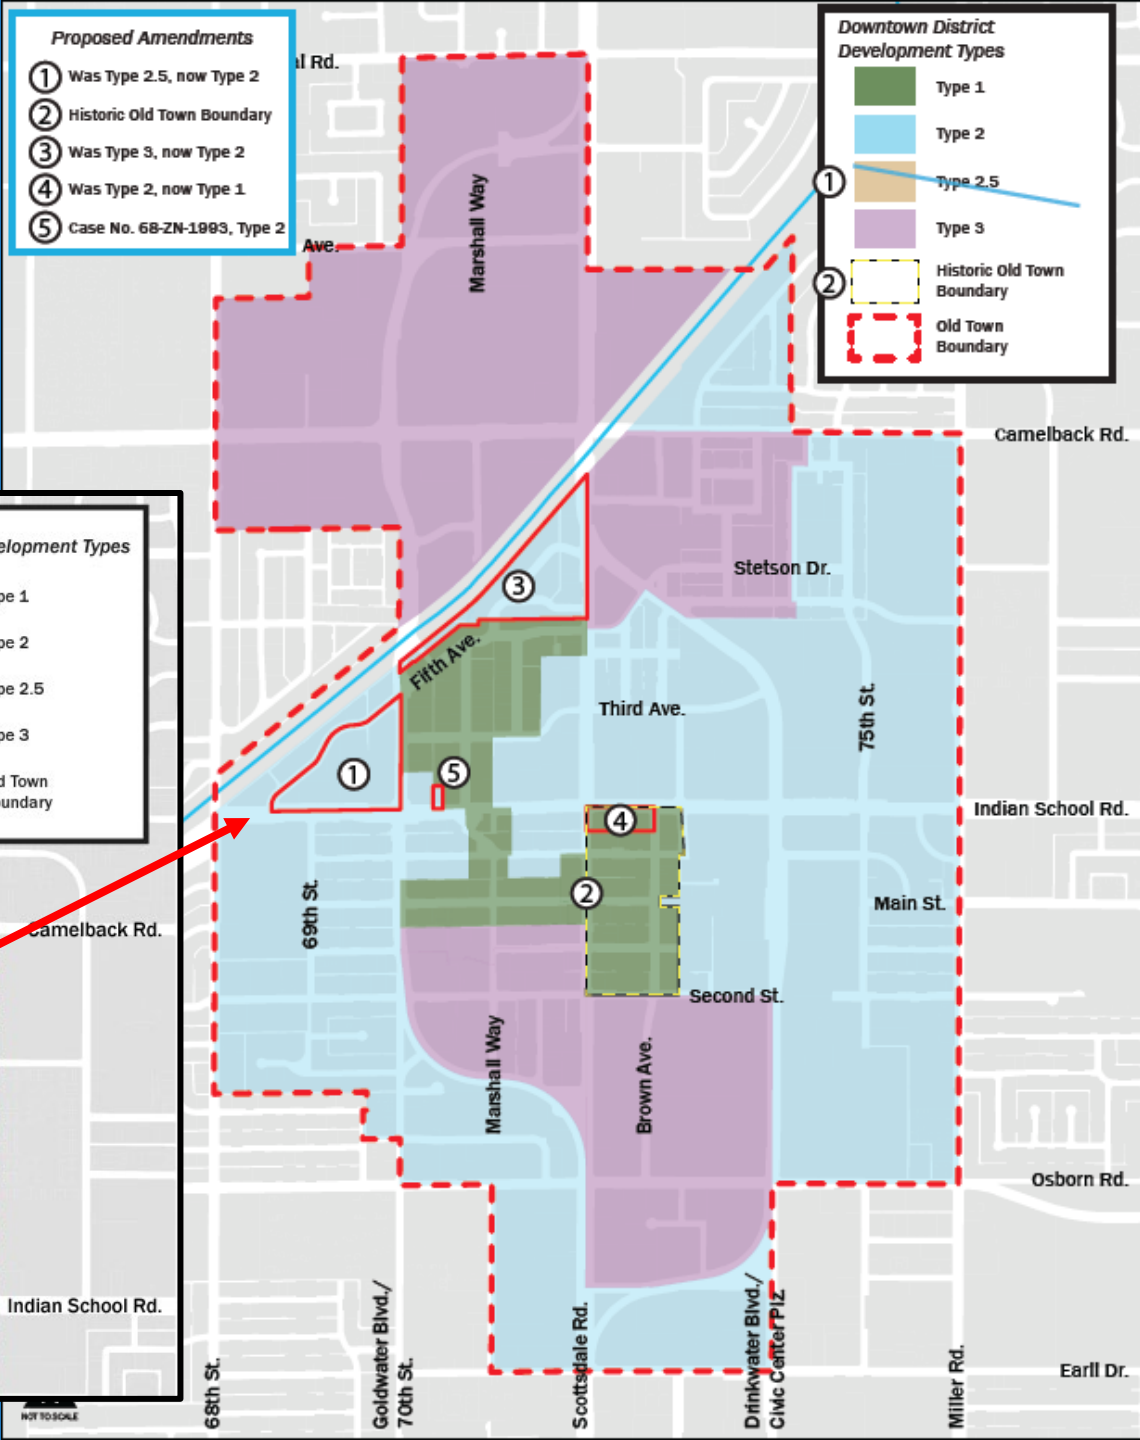 Proposed Amendments
1 Was Type 2.5, now Type 2
2 Historic Old Town Boundary
3 Was Type 3, now Type 2
4 Was Type 2, now Type 1
5 Case No. 68-ZN-1993, Type 2
al Rd.
Ave.
Downtown District
Development Types
Type 1
Type 2
1 Type 2.5
Type 3
2 Historic Old Town
Boundary
Old Town
Boundary
Marshall Way
Camelback Rd.
elopment Types
pe 1
pe 2
pe 2.5
pe 3
d Town
undary
Stetson Dr.
3
Fifth Ave.
Third Ave.
75th St.
1
5
4
Indian School Rd.
2
69th St.
Main St.
Camelback Rd.
Second St.
Marshall Way
Brown Ave.
Osborn Rd.
Indian School Rd.
68th St.
Goldwater Blvd./
70th St.
Scottsdale Rd.
Drinkwater Blvd./
Civic Center Plz
Miller Rd.
Earll Dr.
NOT TO SCALE